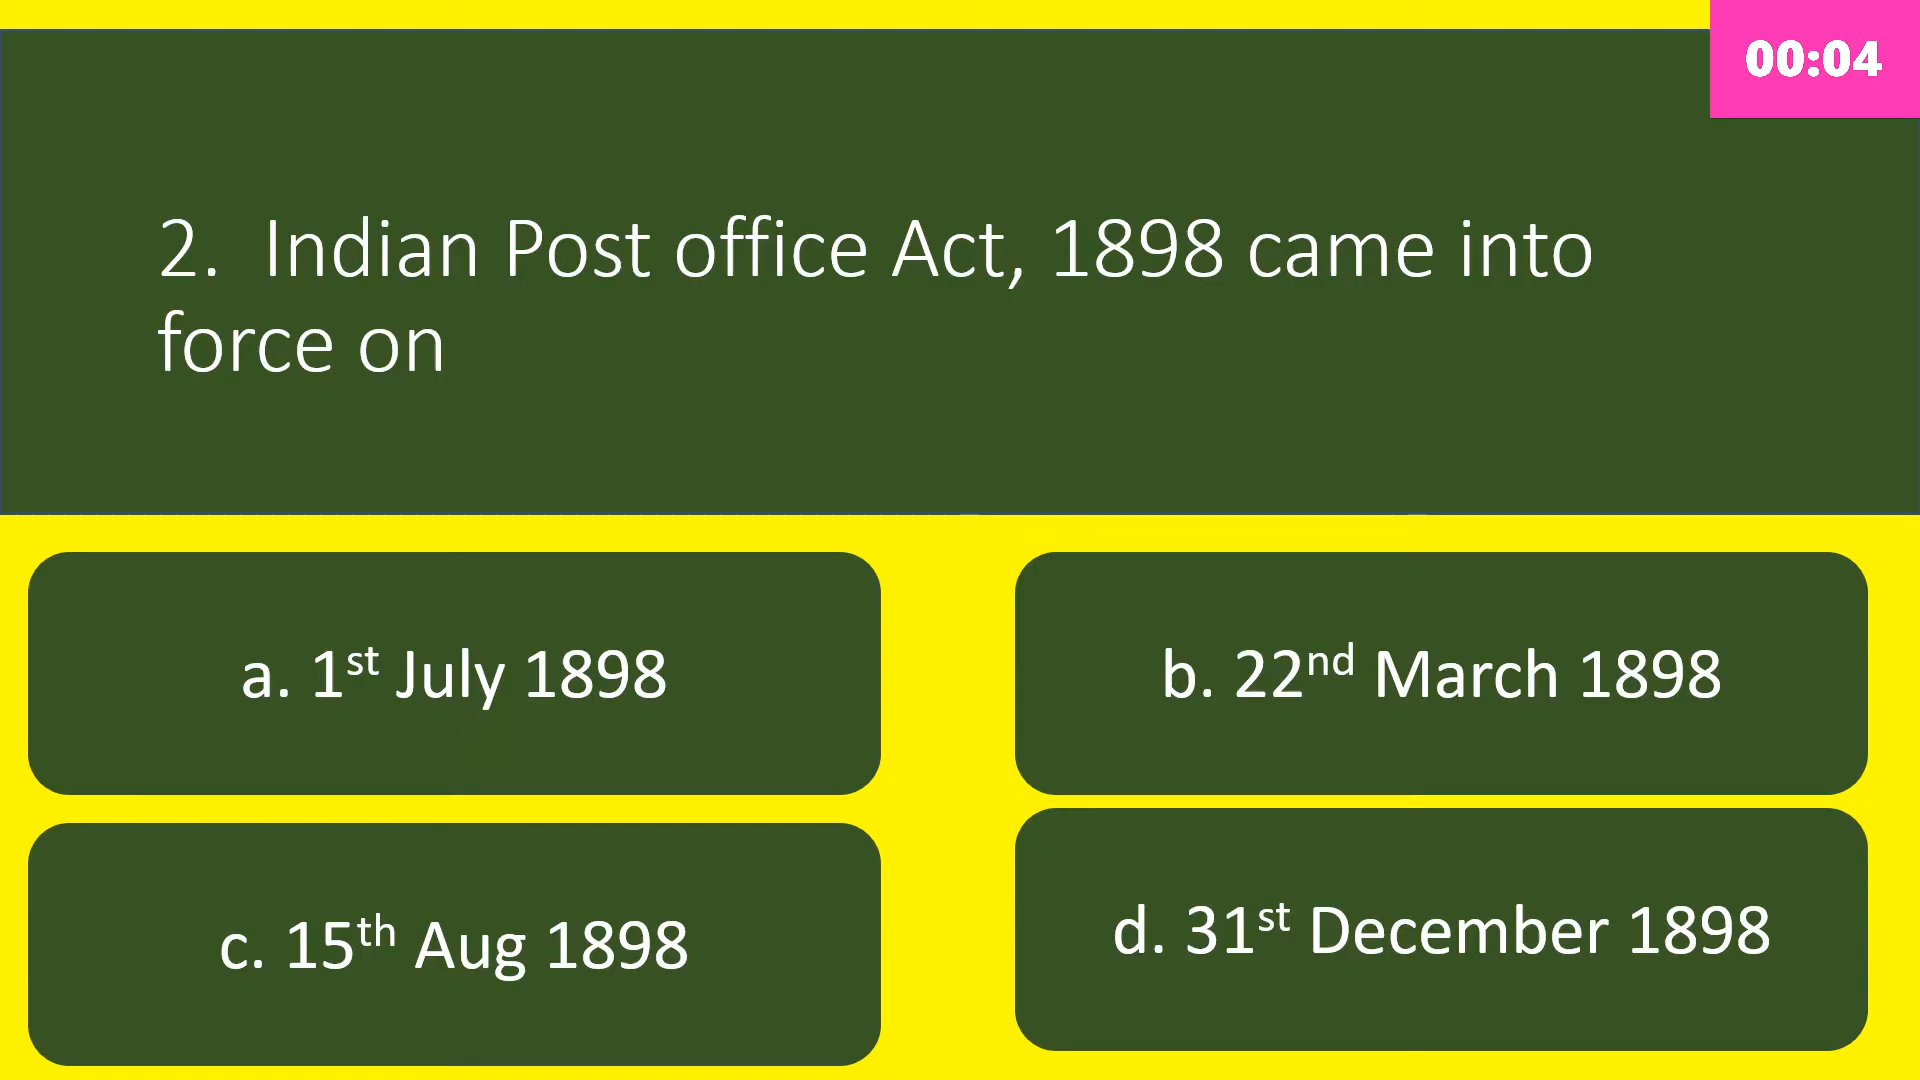 00:04
2. Indian Post office Act, 1898 came into
force on
a. 1st July 1898
b. 22nd March 1898
c. 15th Aug 1898
d. 31st December 1898